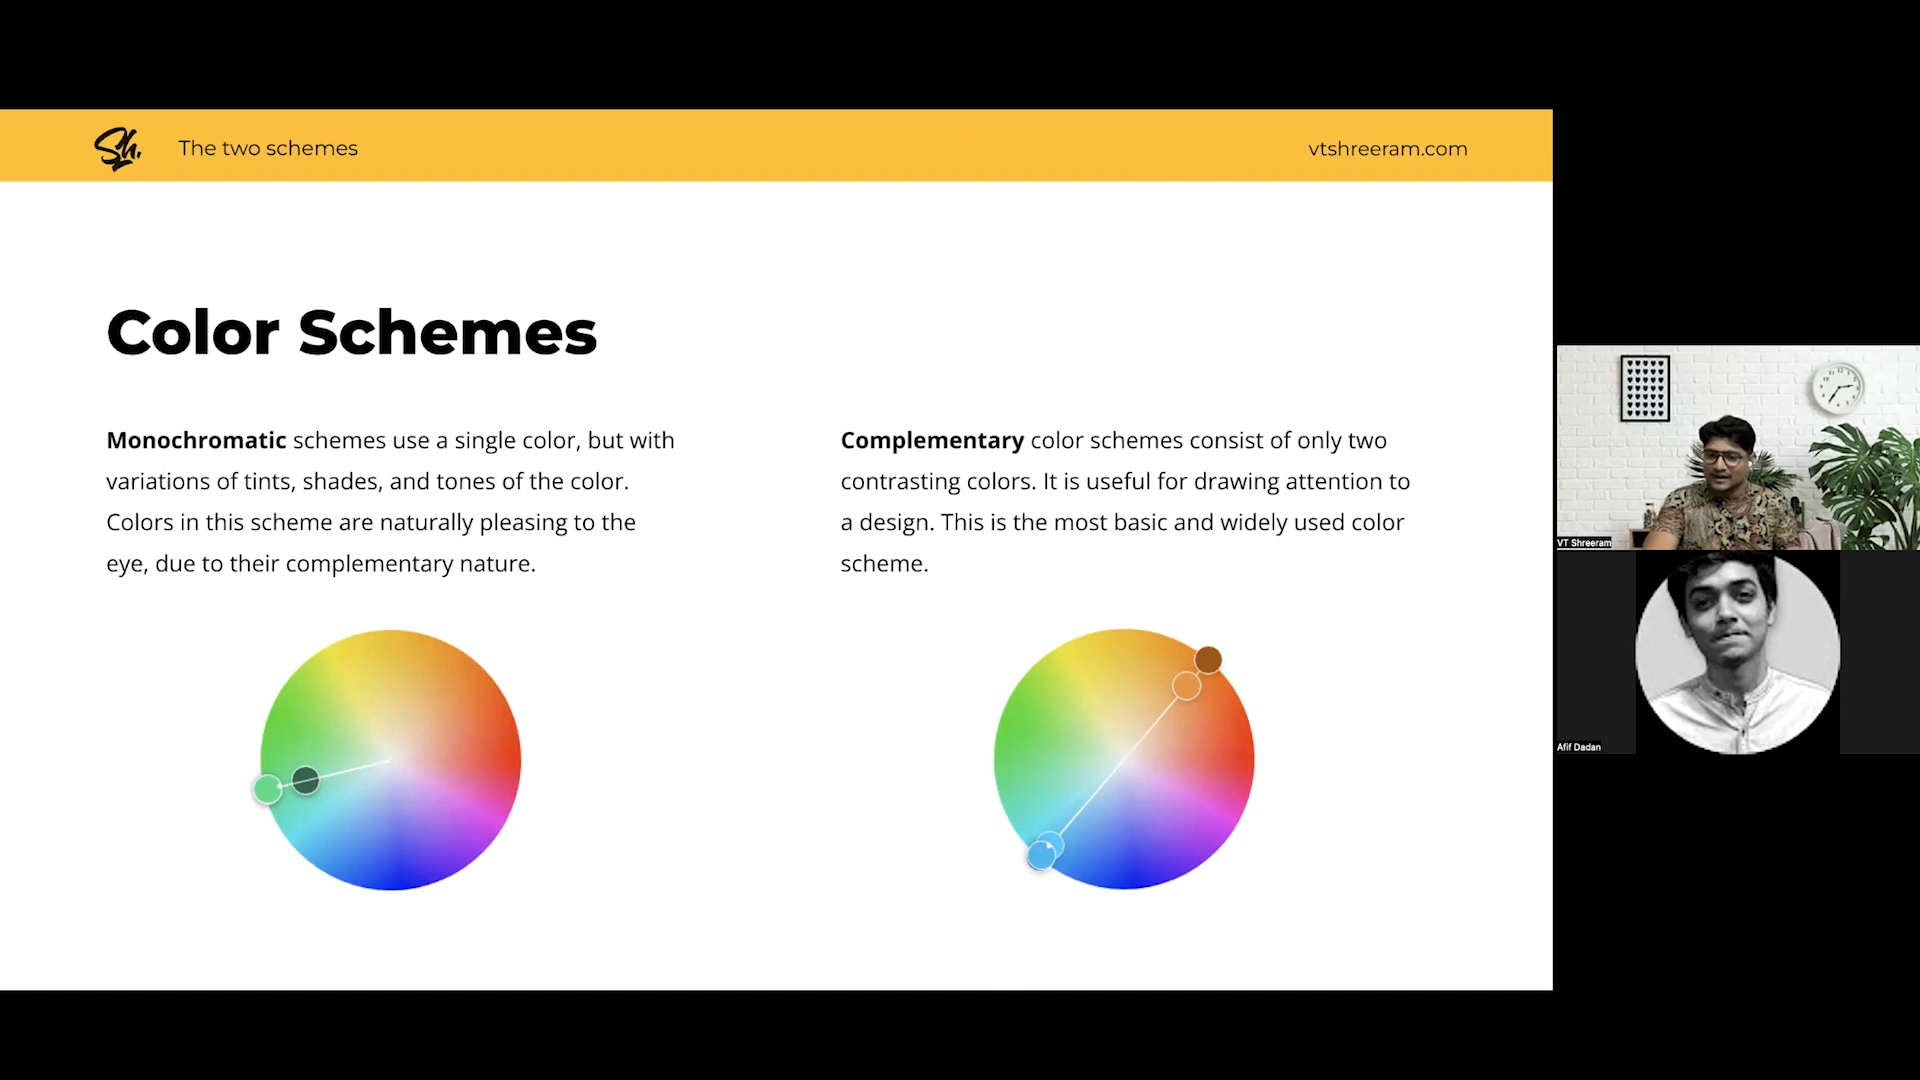 Sh.
The two schemes
vtshreeram.com
Color Schemes
Monochromatic schemes use a single color, but with
variations of tints, shades, and tones of the color.
Colors in this scheme are naturally pleasing to the
eye, due to their complementary nature.
Complementary color schemes consist of only two
contrasting colors. It is useful for drawing attention to
a design. This is the most basic and widely used color
scheme.
VT Shreeram
Afif Dadan